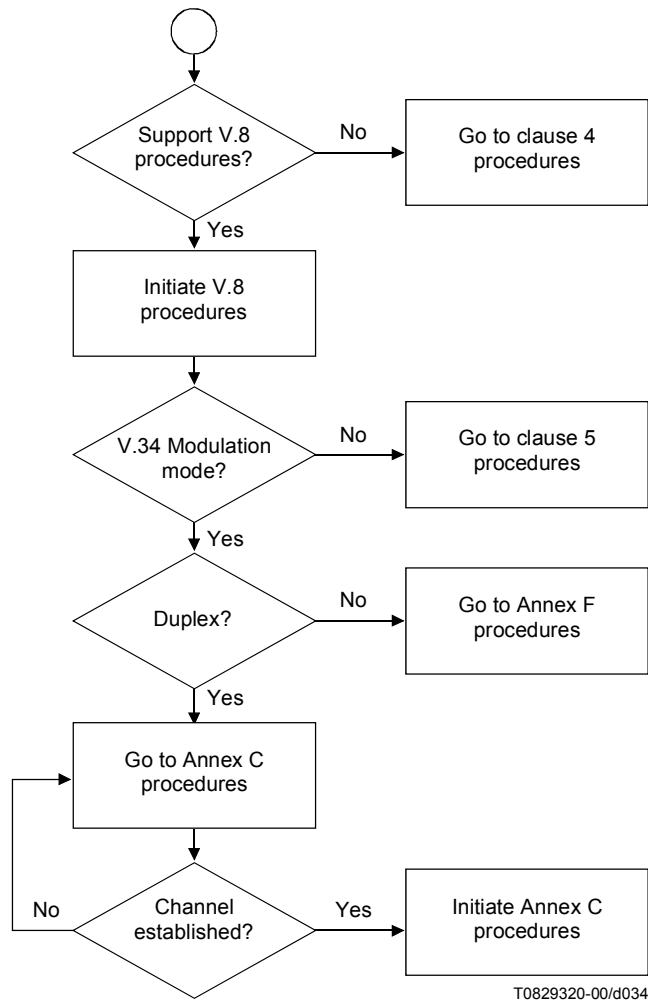 Support V.8
procedures?
No
Go to clause 4
procedures
Yes
Initiate V.8
procedures
V.34 Modulation
mode?
No
Go to clause 5
procedures
Yes
Duplex?
No
Go to Annex F
procedures
Yes
Go to Annex C
procedures
No
Channel
established?
Yes
Initiate Annex C
procedures
T0829320-00/d034